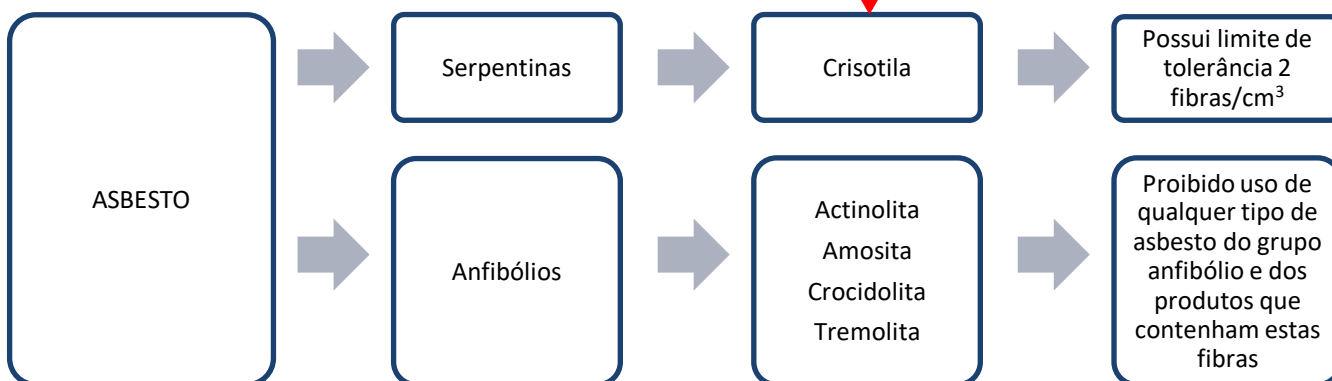 ASBESTO
Serpentinas
Crisotila
Possui limite de
tolerância 2
fibras/cm³
Anfibólios
Actinolita
Amosita
Crocidolita
Tremolita
Proibido uso de
qualquer tipo de
asbesto do grupo
anfibólio e dos
produtos que
contenham estas
fibras